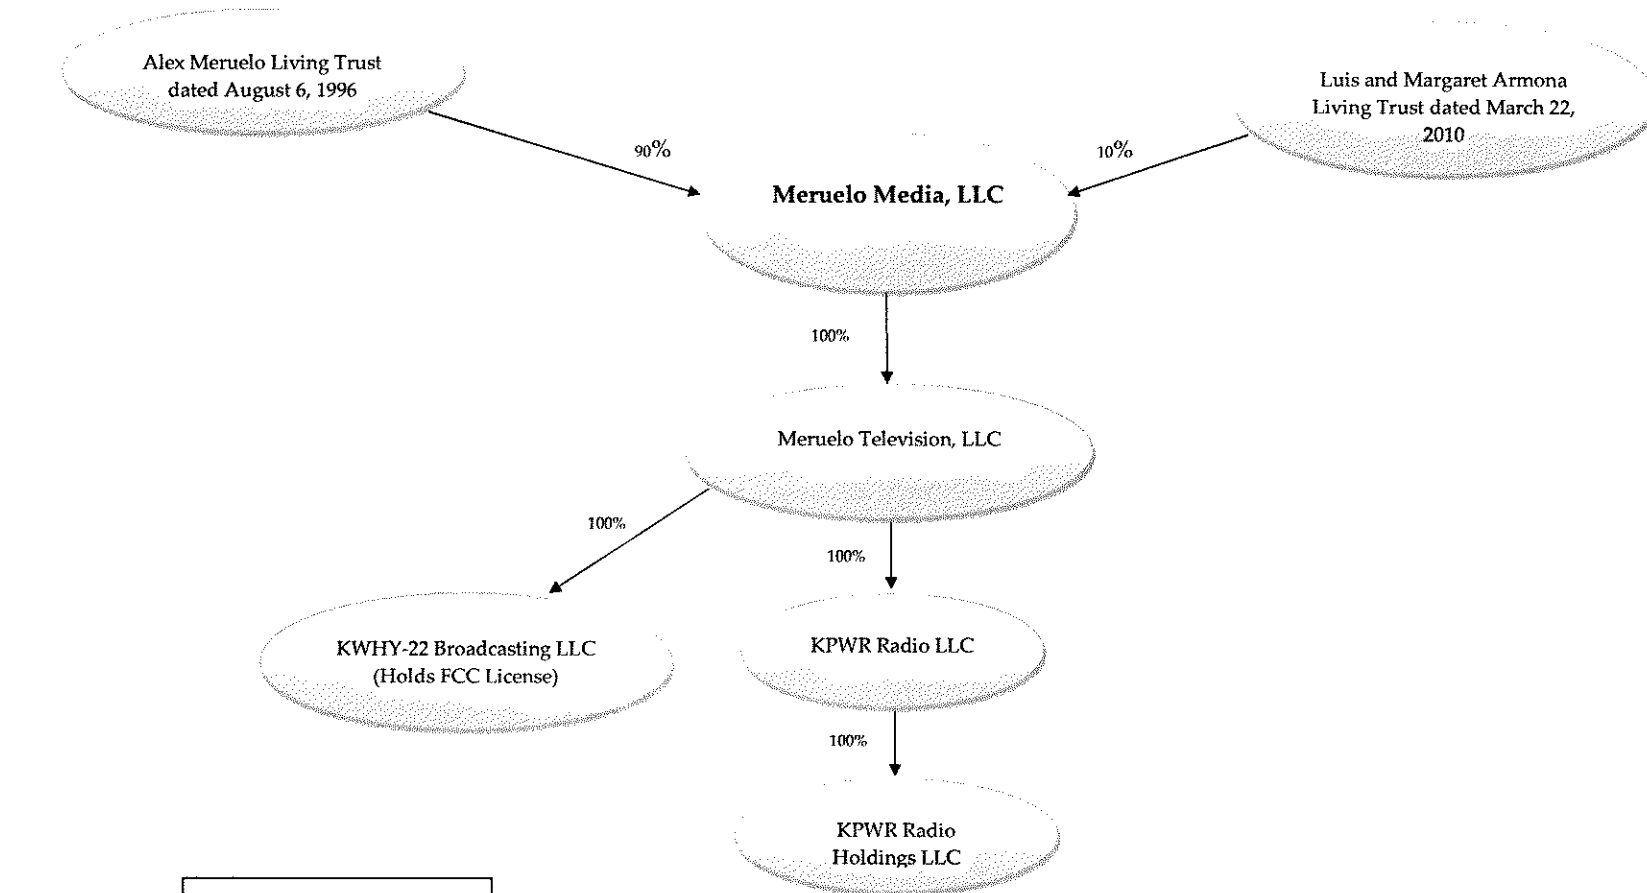 Alex Meruelo Living Trust
dated August 6, 1996
Luis and Margaret Armona
Living Trust dated March 22,
2010
90%
10%
Meruelo Media, LLC
100%
Meruelo Television, LLC
100%
100%
KWHY-22 Broadcasting LLC
(Holds FCC License)
KPWR Radio LLC
100%
KPWR Radio
Holdings LLC